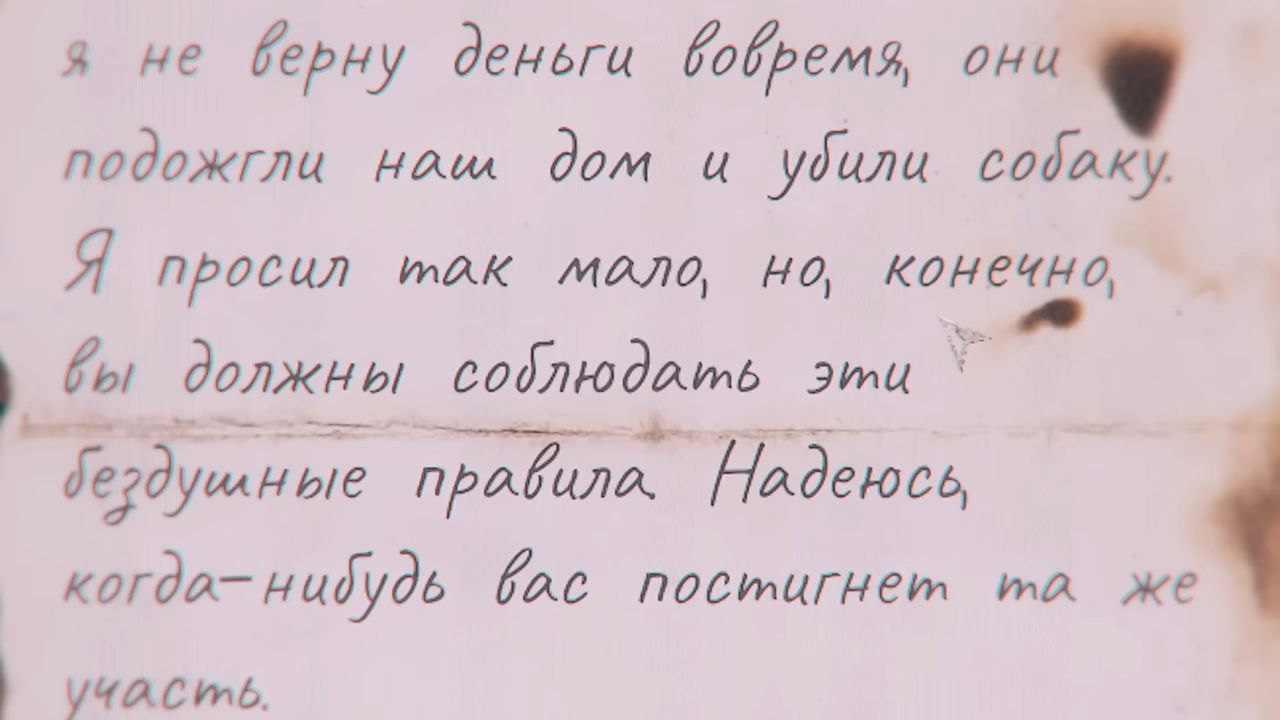 я не верну деньги вовремя, они
подожгли наш дом и убили собаку.
Я просил так мало, но, конечно,
вы должны соблюдать эти
бездушные правила. Надеюсь,
когда-нибудь вас постигнет та же
участь.